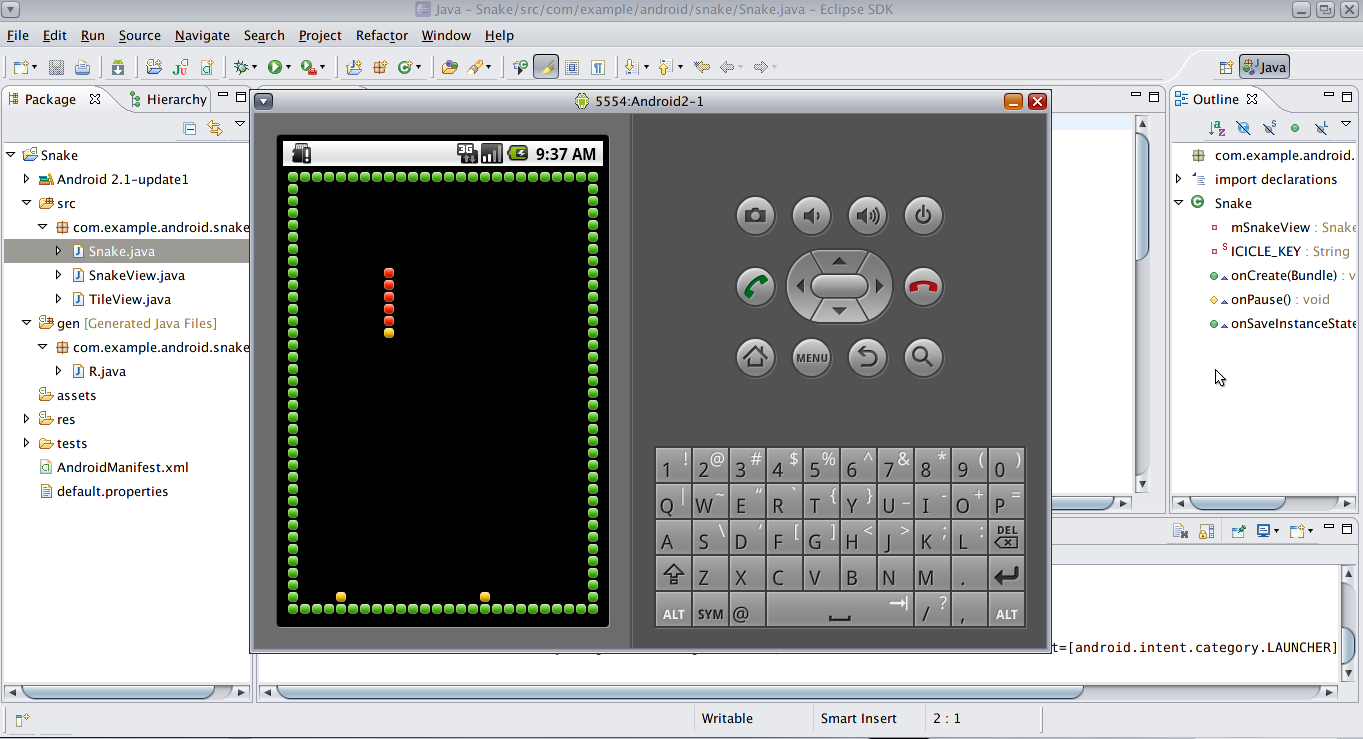 Java - Snake/src/com/example/android/snake/Snake.java - Eclipse SDK
File Edit Run Source Navigate Search Project Refactor Window Help
Java
Package
Hierarchy
Outline
5554:Android2-1
3G 9:37 AM
Snake
Android 2.1-update1
src
com.example.android.snake
Snake.java
SnakeView.java
TileView.java
gen [Generated Java Files]
com.example.android.snake
R.java
assets
res
tests
AndroidManifest.xml
default.properties
MENU
1 ! 2 @ 3 # 4 $ 5 % 6 ^ 7 & 8 * 9 ( 0 )
Q | W ~ E “ R ` T { Y } U _ I - O + P =
A S \ D ‘ F [ G ] H < J > K ; L : DEL
Z X C V B N M .
ALT SYM @ / ? , ALT
com.example.android.
import declarations
Snake
mSnakeView : Snake
S ICICLE_KEY : String
onCreate(Bundle) : v
onPause() : void
onSaveInstanceState
t=[android.intent.category.LAUNCHER]
Writable Smart Insert 2 : 1